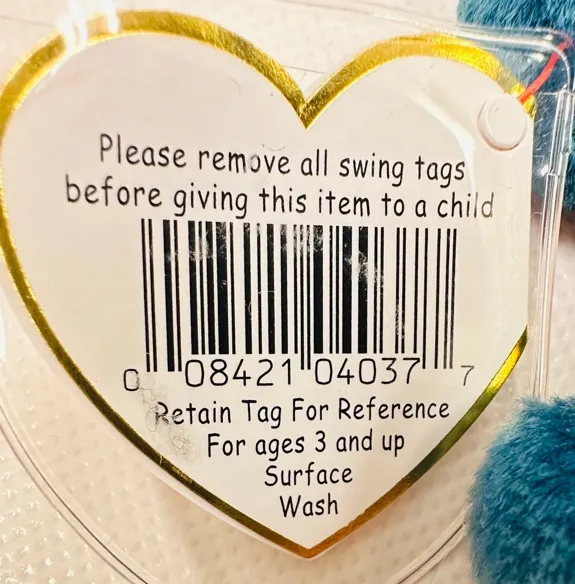 Please remove all swing tags
before giving this item to a child
0 08421 04037 7
Retain Tag For Reference
For ages 3 and up
Surface
Wash